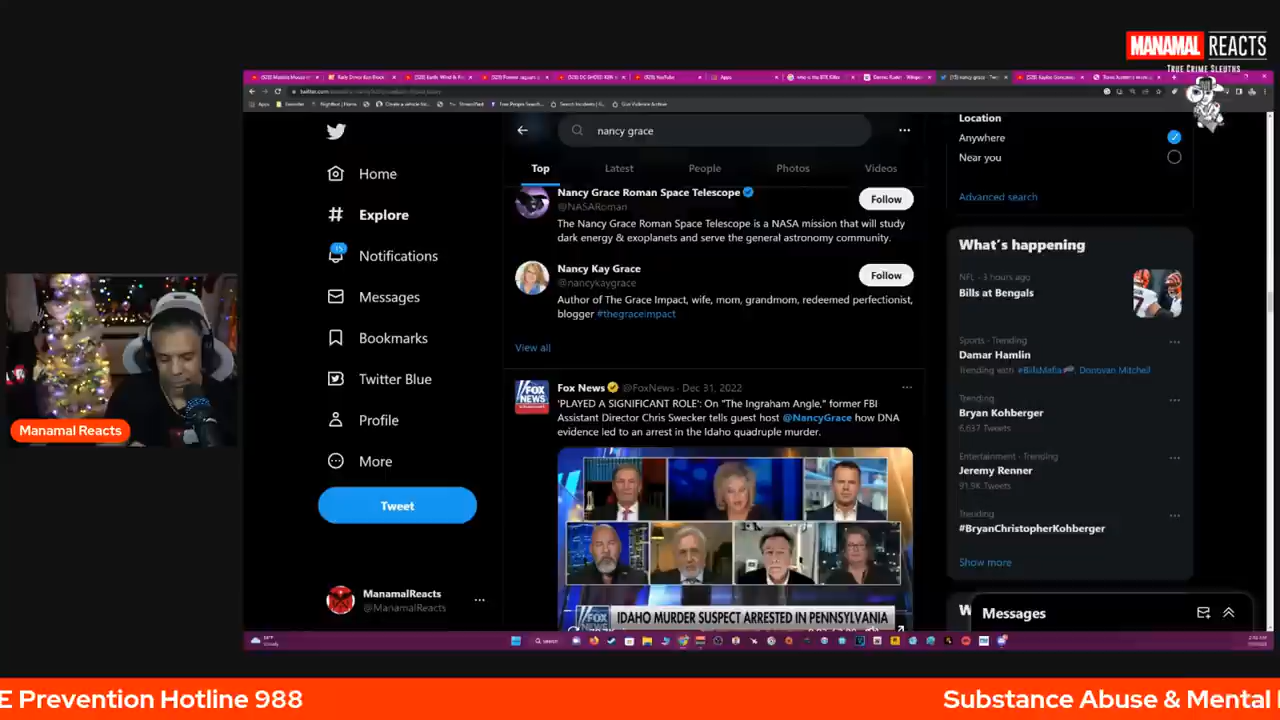 MANAMAL REACTS
TRUE CRIME SLEUTHS
nancy grace
Top Latest People Photos Videos
Home
Explore
15
Notifications
Messages
Bookmarks
Twitter Blue
Profile
More
Tweet
ManamalReacts
@ManamalReacts
Nancy Grace Roman Space Telescope
@NASARoman
Follow
The Nancy Grace Roman Space Telescope is a NASA mission that will study
dark energy & exoplanets and serve the general astronomy community.
Nancy Kay Grace
@nancykaygrace
Follow
Author of The Grace Impact, wife, mom, grandmom, redeemed perfectionist,
blogger #thegraceimpact
View all
FOX NEWS
Fox News @FoxNews · Dec 31, 2022
'PLAYED A SIGNIFICANT ROLE': On "The Ingraham Angle," former FBI
Assistant Director Chris Swecker tells guest host @NancyGrace how DNA
evidence led to an arrest in the Idaho quadruple murder.
IDAHO MURDER SUSPECT ARRESTED IN PENNSYLVANIA
Location
Anywhere
Near you
Advanced search
What's happening
NFL · 3 hours ago
Bills at Bengals
Sports · Trending
Damar Hamlin
Trending with #BillsMafia Donovan Mitchell
Trending
Bryan Kohberger
6,637 Tweets
Entertainment · Trending
Jeremy Renner
91.9K Tweets
Trending
#BryanChristopherKohberger
Show more
Messages
Manamal Reacts
E Prevention Hotline 988
Substance Abuse & Mental